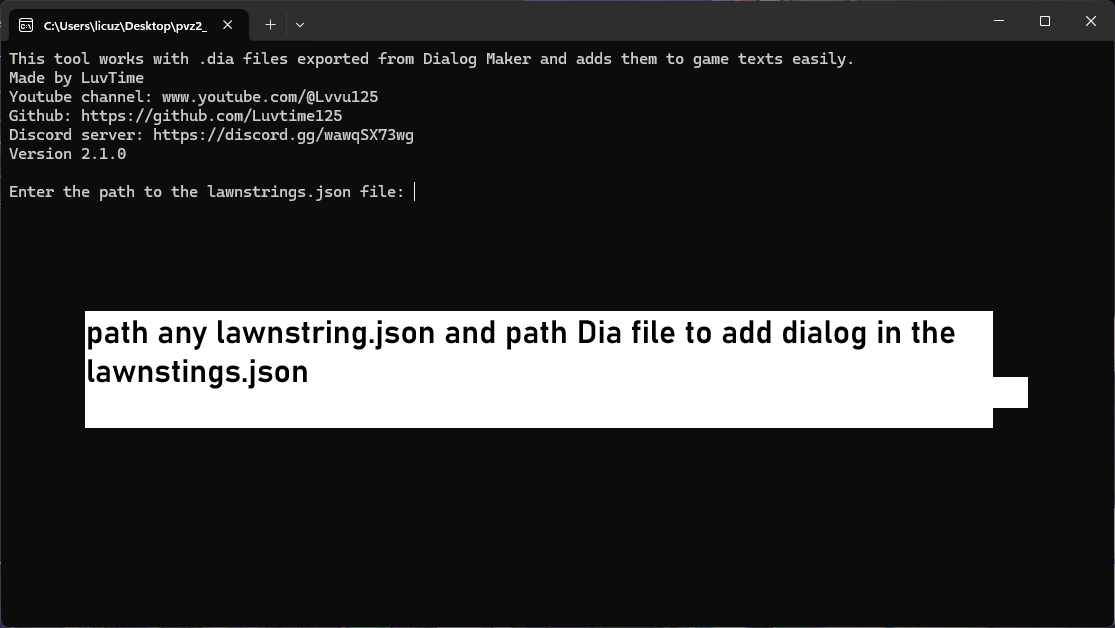 C:\Users\licuz\Desktop\pvz2_
This tool works with .dia files exported from Dialog Maker and adds them to game texts easily.
Made by LuvTime
Youtube channel: www.youtube.com/@Lvvu125
Github: https://github.com/Luvtime125
Discord server: https://discord.gg/wawqSX73wg
Version 2.1.0
Enter the path to the lawnstrings.json file:
path any lawnstring.json and path Dia file to add dialog in the
lawnstings.json